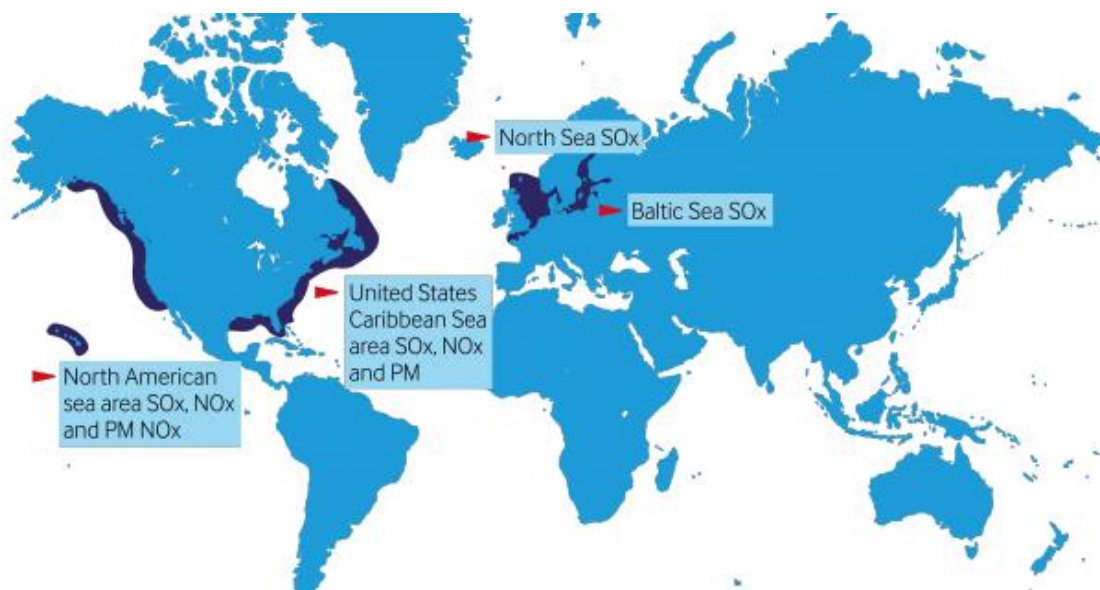 North Sea SOx
Baltic Sea SOx
United States
Caribbean Sea
area SOx, NOx
and PM
North American
sea area SOx, NOx
and PM NOx